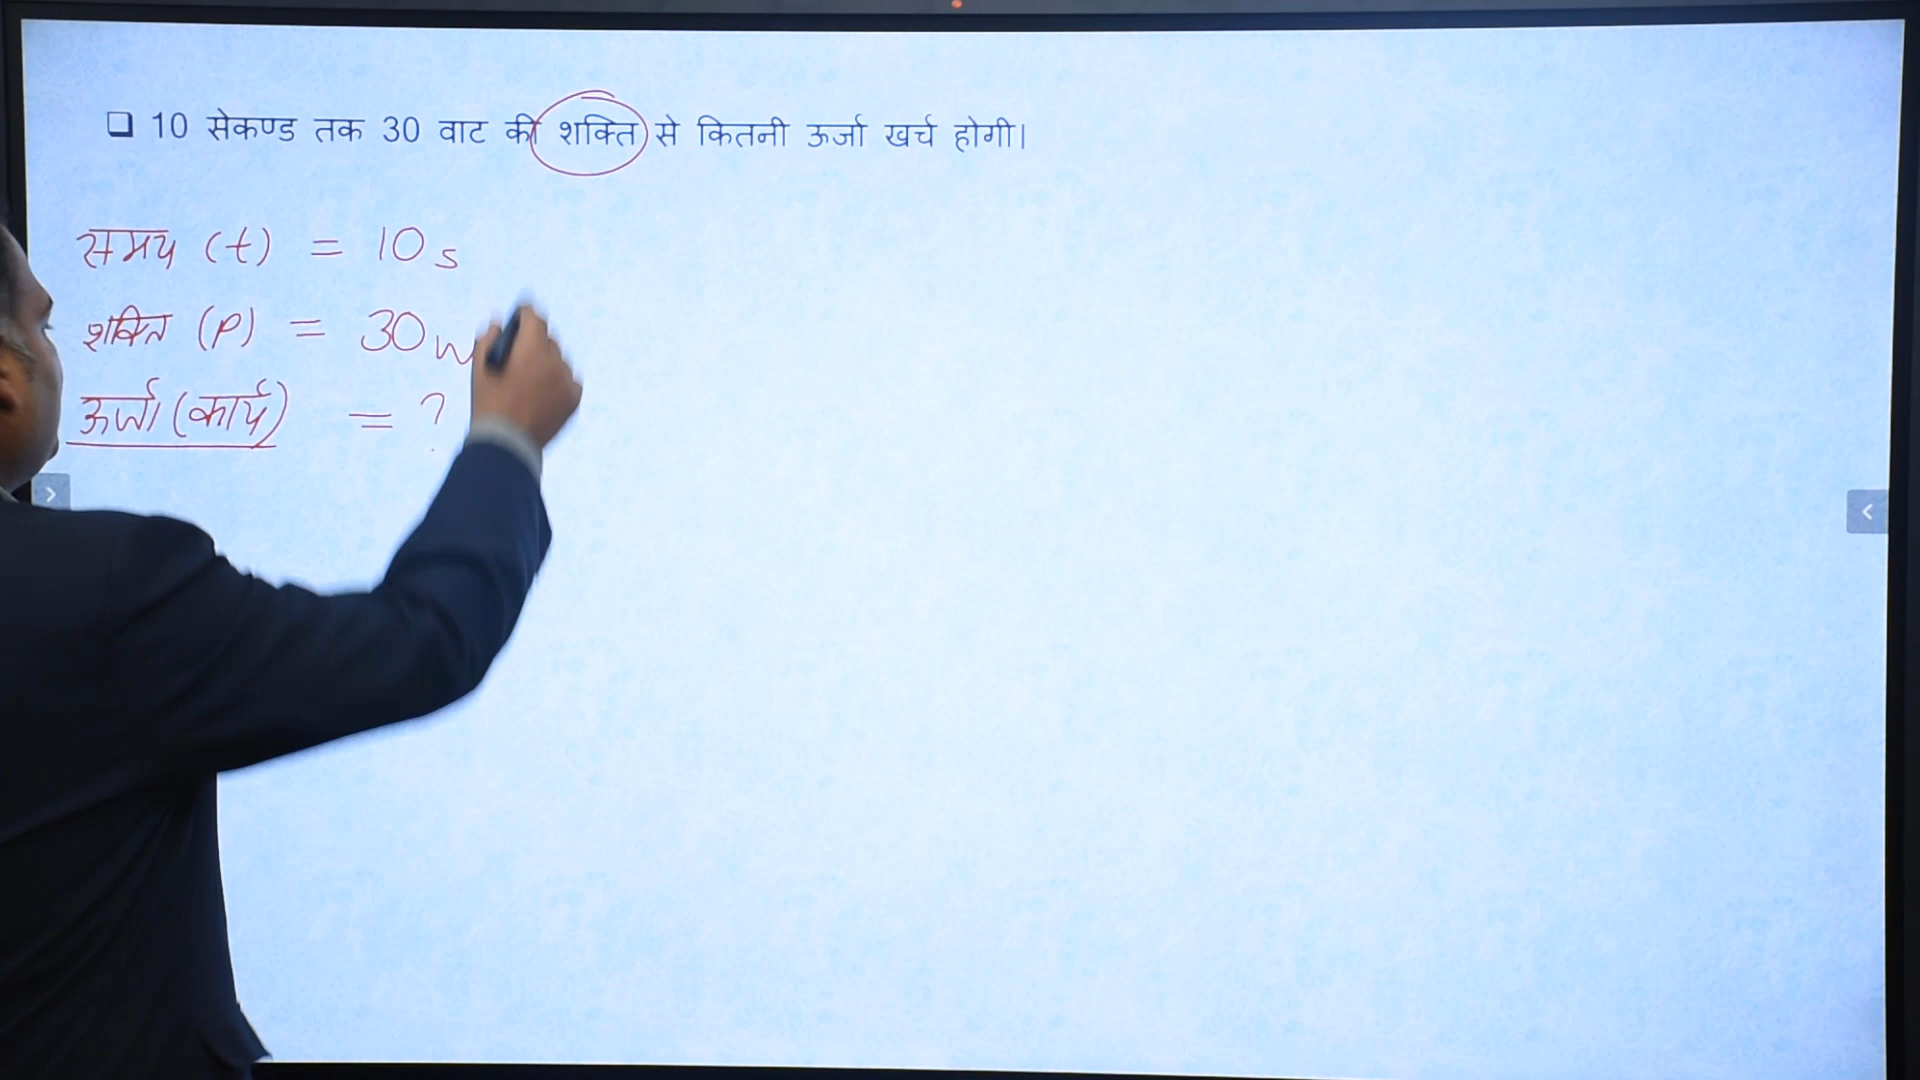 10 सेकण्ड तक 30 वाट की शक्ति से कितनी ऊर्जा खर्च होगी।
समय (t) = 10 s
शक्ति (P) = 30 w
ऊर्जा (कार्य) = ?